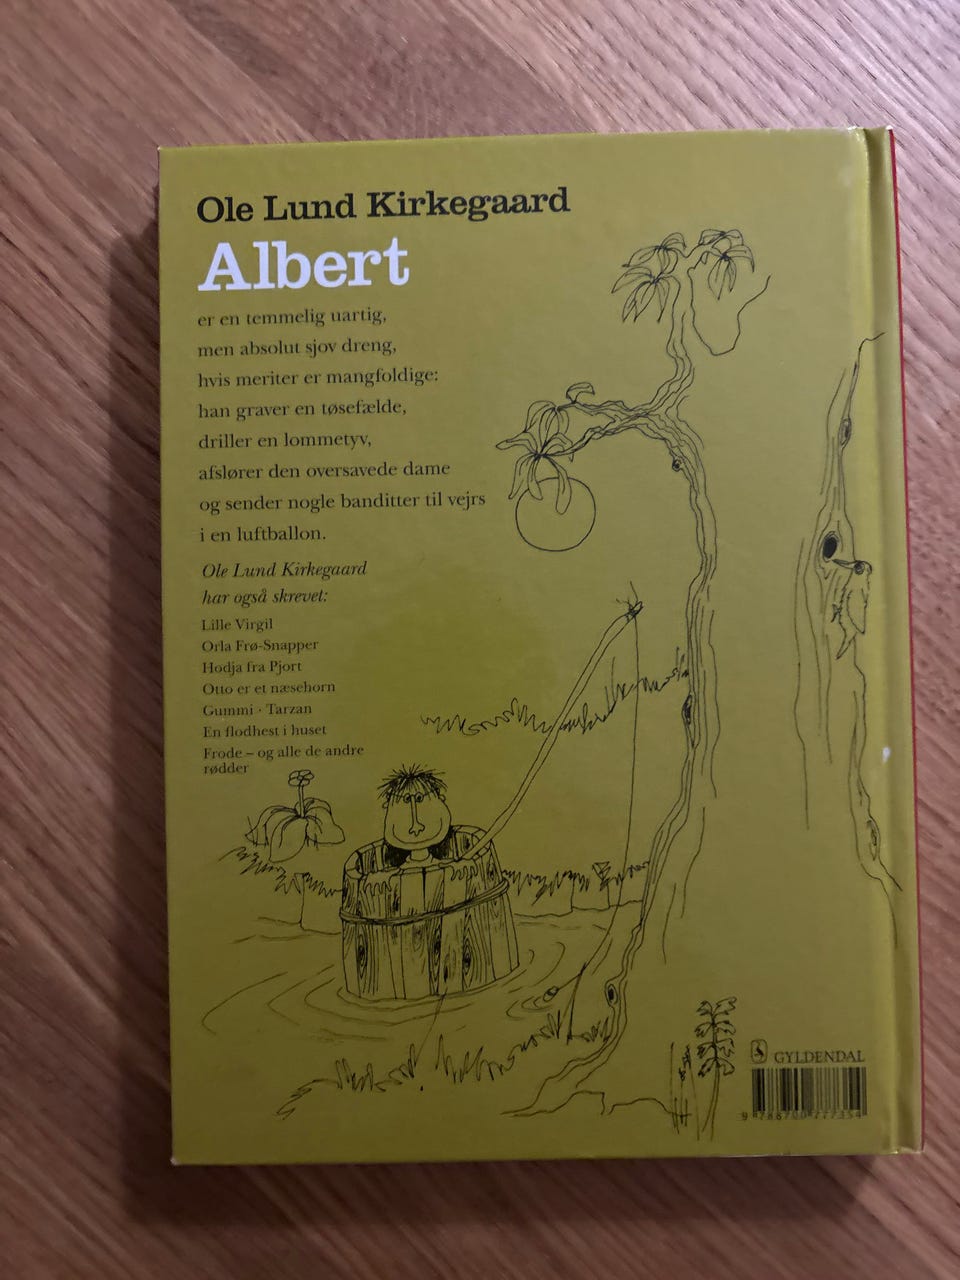 Ole Lund Kirkegaard
Albert
er en temmelig uartig,
men absolut sjov dreng,
hvis meriter er mangfoldige:
han graver en tøsefælde,
driller en lommetyv,
afslører den oversavede dame
og sender nogle banditter til vejrs
i en luftballon.
Ole Lund Kirkegaard
har også skrevet:
Lille Virgil
Orla Frø-Snapper
Hodja fra Pjort
Otto er et næsehorn
Gummi · Tarzan
En flodhest i huset
Frode – og alle de andre
rødder
GYLDENDAL
9 788700 777354